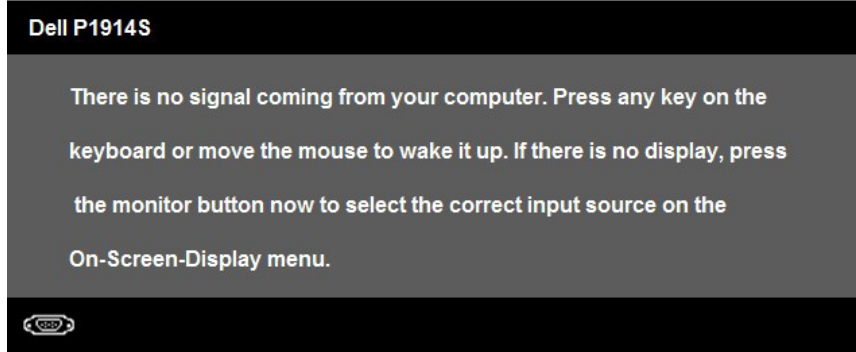 Dell P1914S
There is no signal coming from your computer. Press any key on the
keyboard or move the mouse to wake it up. If there is no display, press
the monitor button now to select the correct input source on the
On-Screen-Display menu.